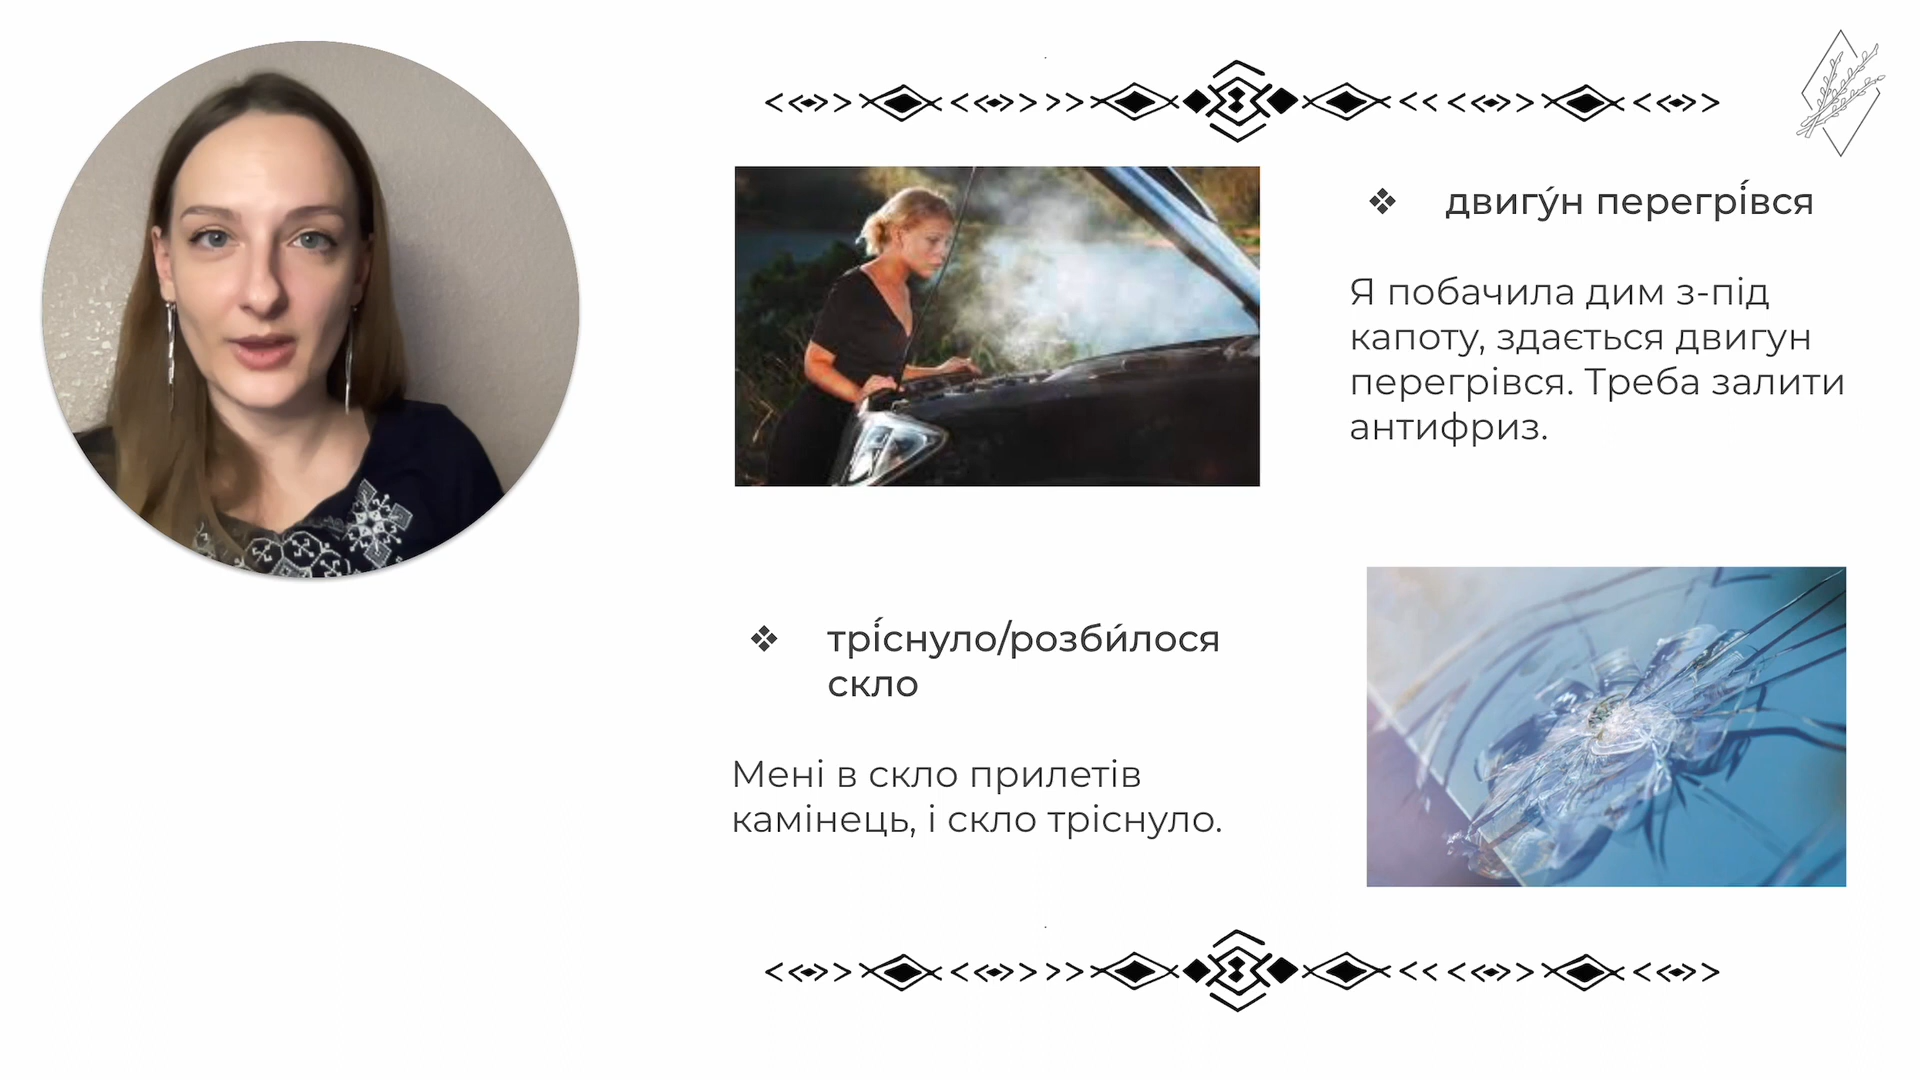 двигу́н перегрі́вся
Я побачила дим з-під
капоту, здається двигун
перегрівся. Треба залити
антифриз.
трі́снуло/розби́лося
скло
Мені в скло прилетів
камінець, і скло тріснуло.